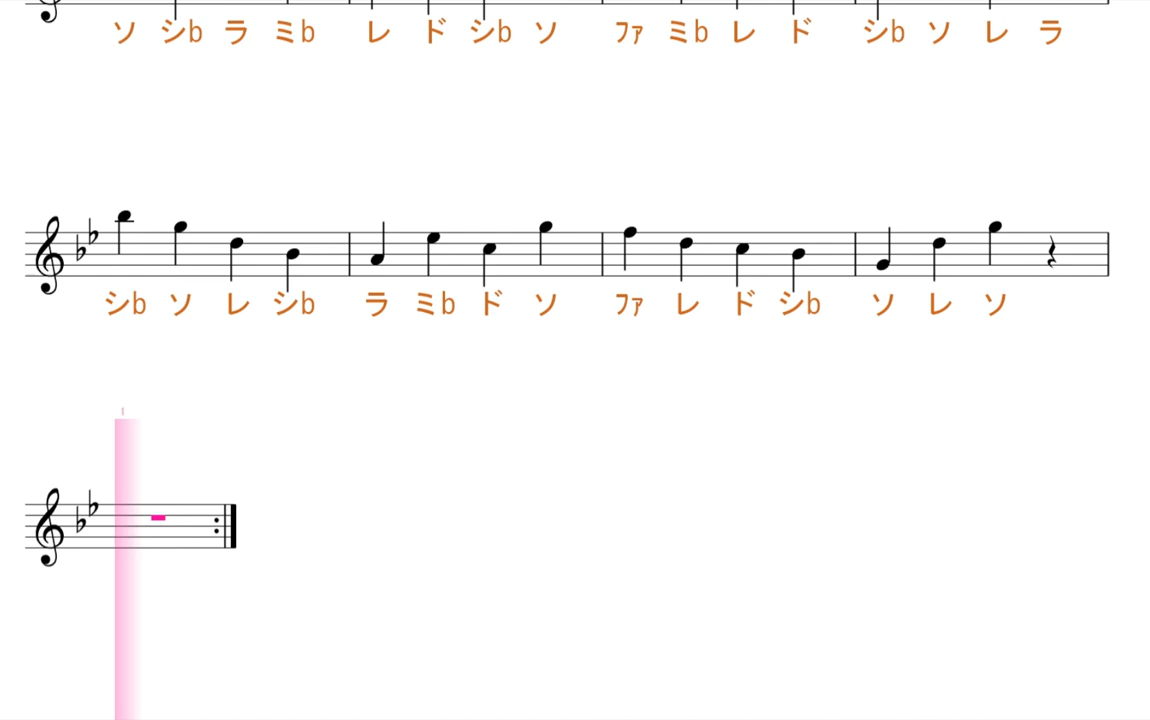 ソ シb ラ ミb レ ド シb ソ ファ ミb レ ド シb ソ レ ラ
シb ソ レ シb ラ ミb ド ソ ファ レ ド シb ソ レ ソ